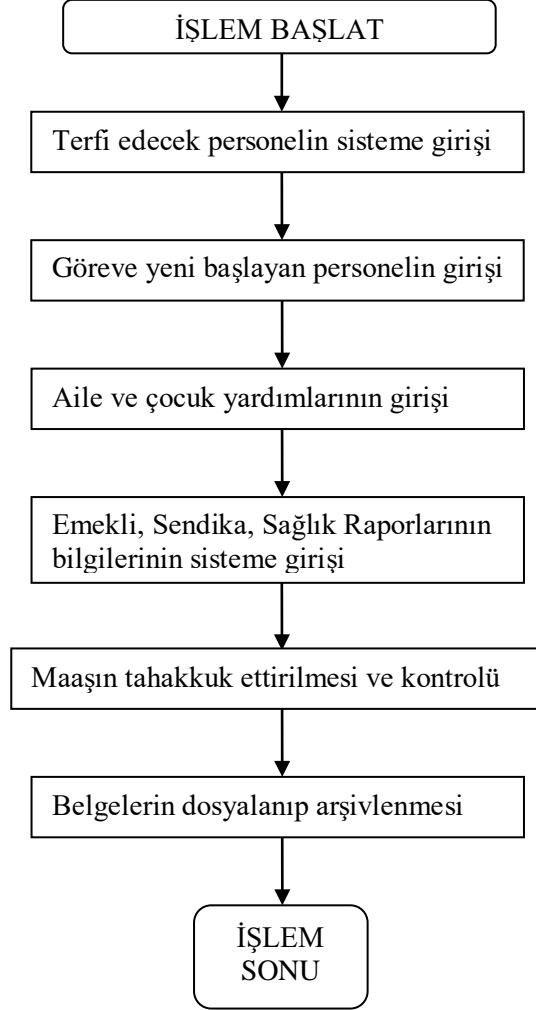 İŞLEM BAŞLAT
Terfi edecek personelin sisteme girişi
Göreve yeni başlayan personelin girişi
Aile ve çocuk yardımlarının girişi
Emekli, Sendika, Sağlık Raporlarının
bilgilerinin sisteme girişi
Maaşın tahakkuk ettirilmesi ve kontrolü
Belgelerin dosyalanıp arşivlenmesi
İŞLEM
SONU